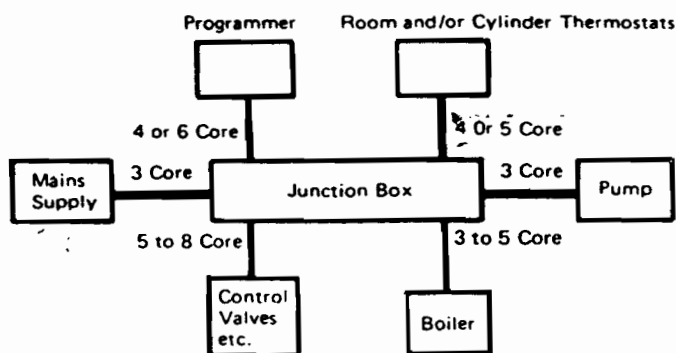 Programmer
Room and/or Cylinder Thermostats
4 or 6 Core
4 0r 5 Core
Mains
Supply
3 Core
Junction Box
3 Core
Pump
5 to 8 Core
3 to 5 Core
Control
Valves
etc.
Boiler